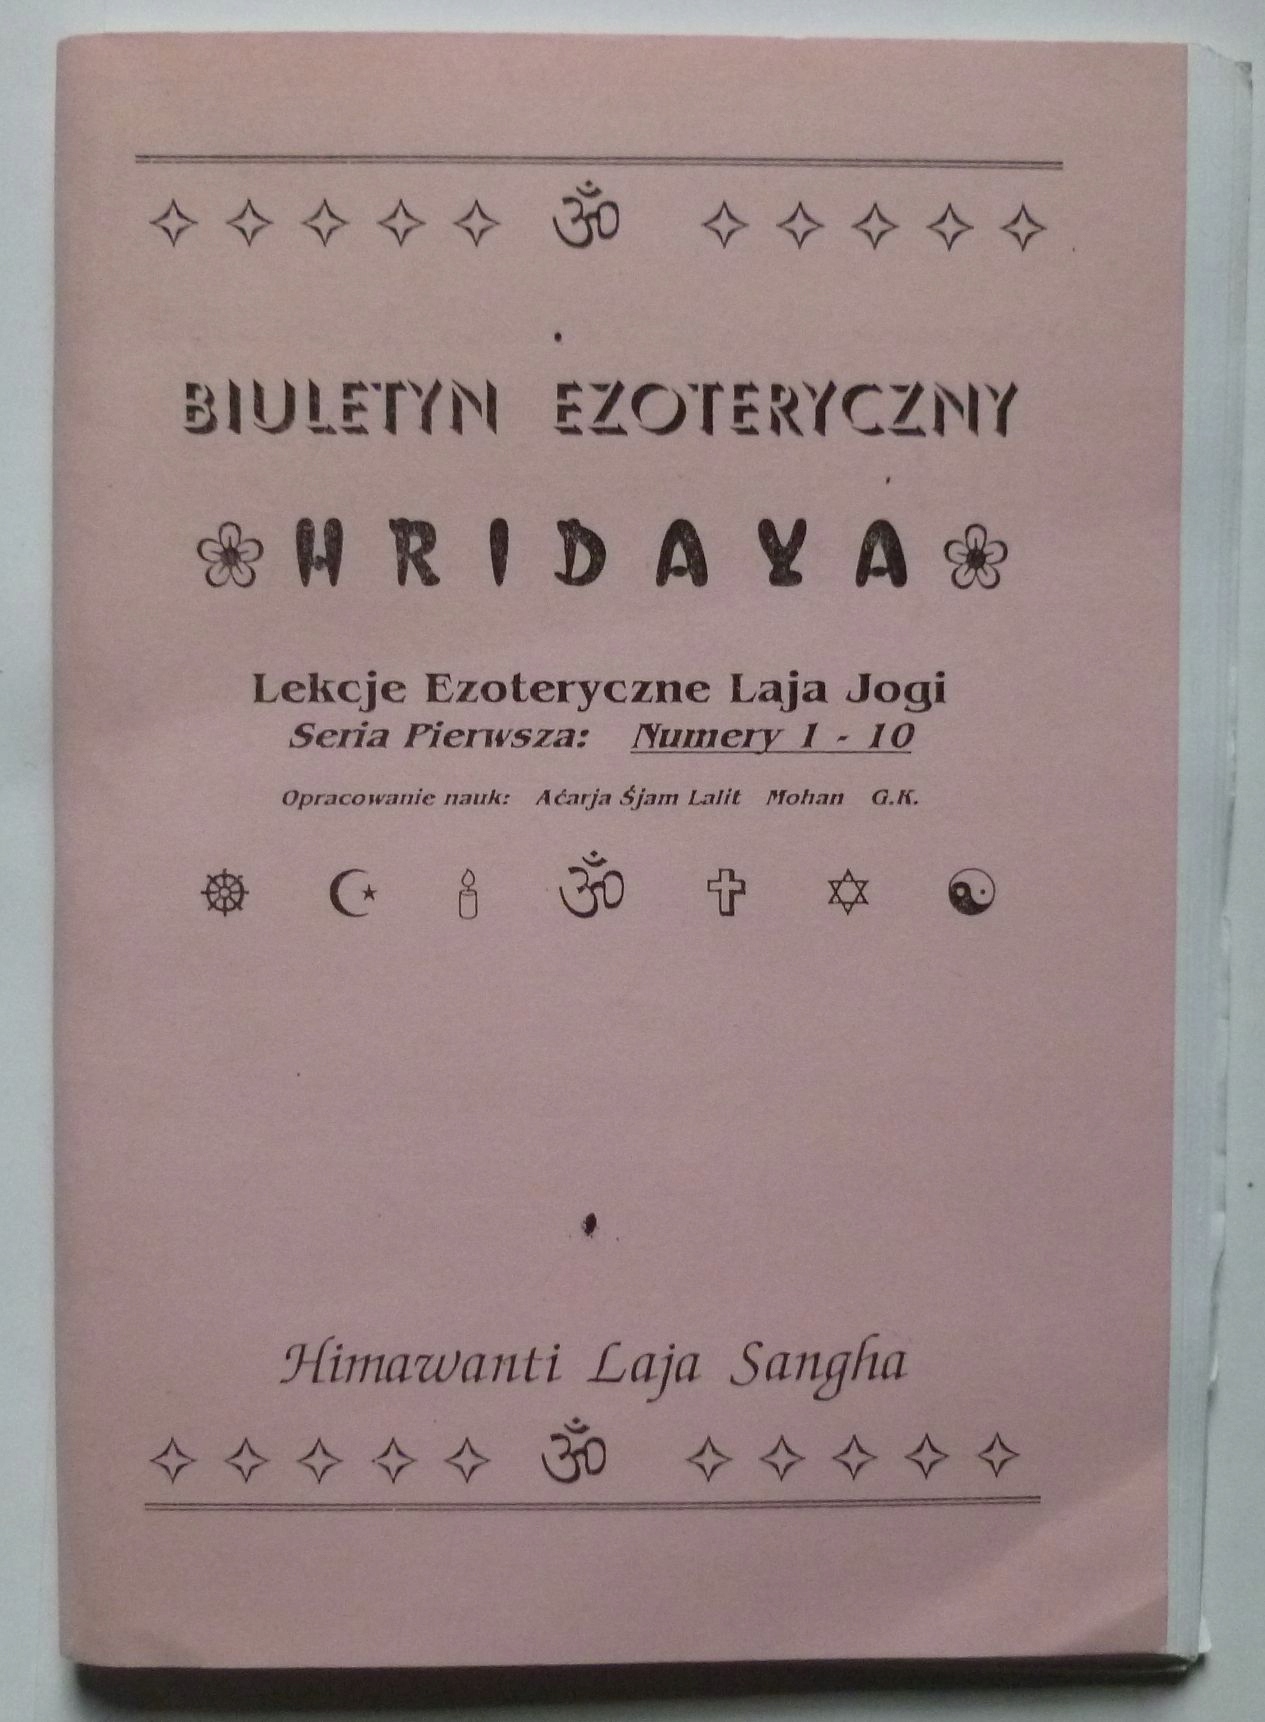 ॐ
BIULETYN EZOTERYCZNY
HRIDAYA
Lekcje Ezoteryczne Laja Jogi
Seria Pierwsza: Numery 1 - 10
Opracowanie nauk: Aćarja Śjam Lalit Mohan G.K.
ॐ
Himawanti Laja Sangha
ॐ